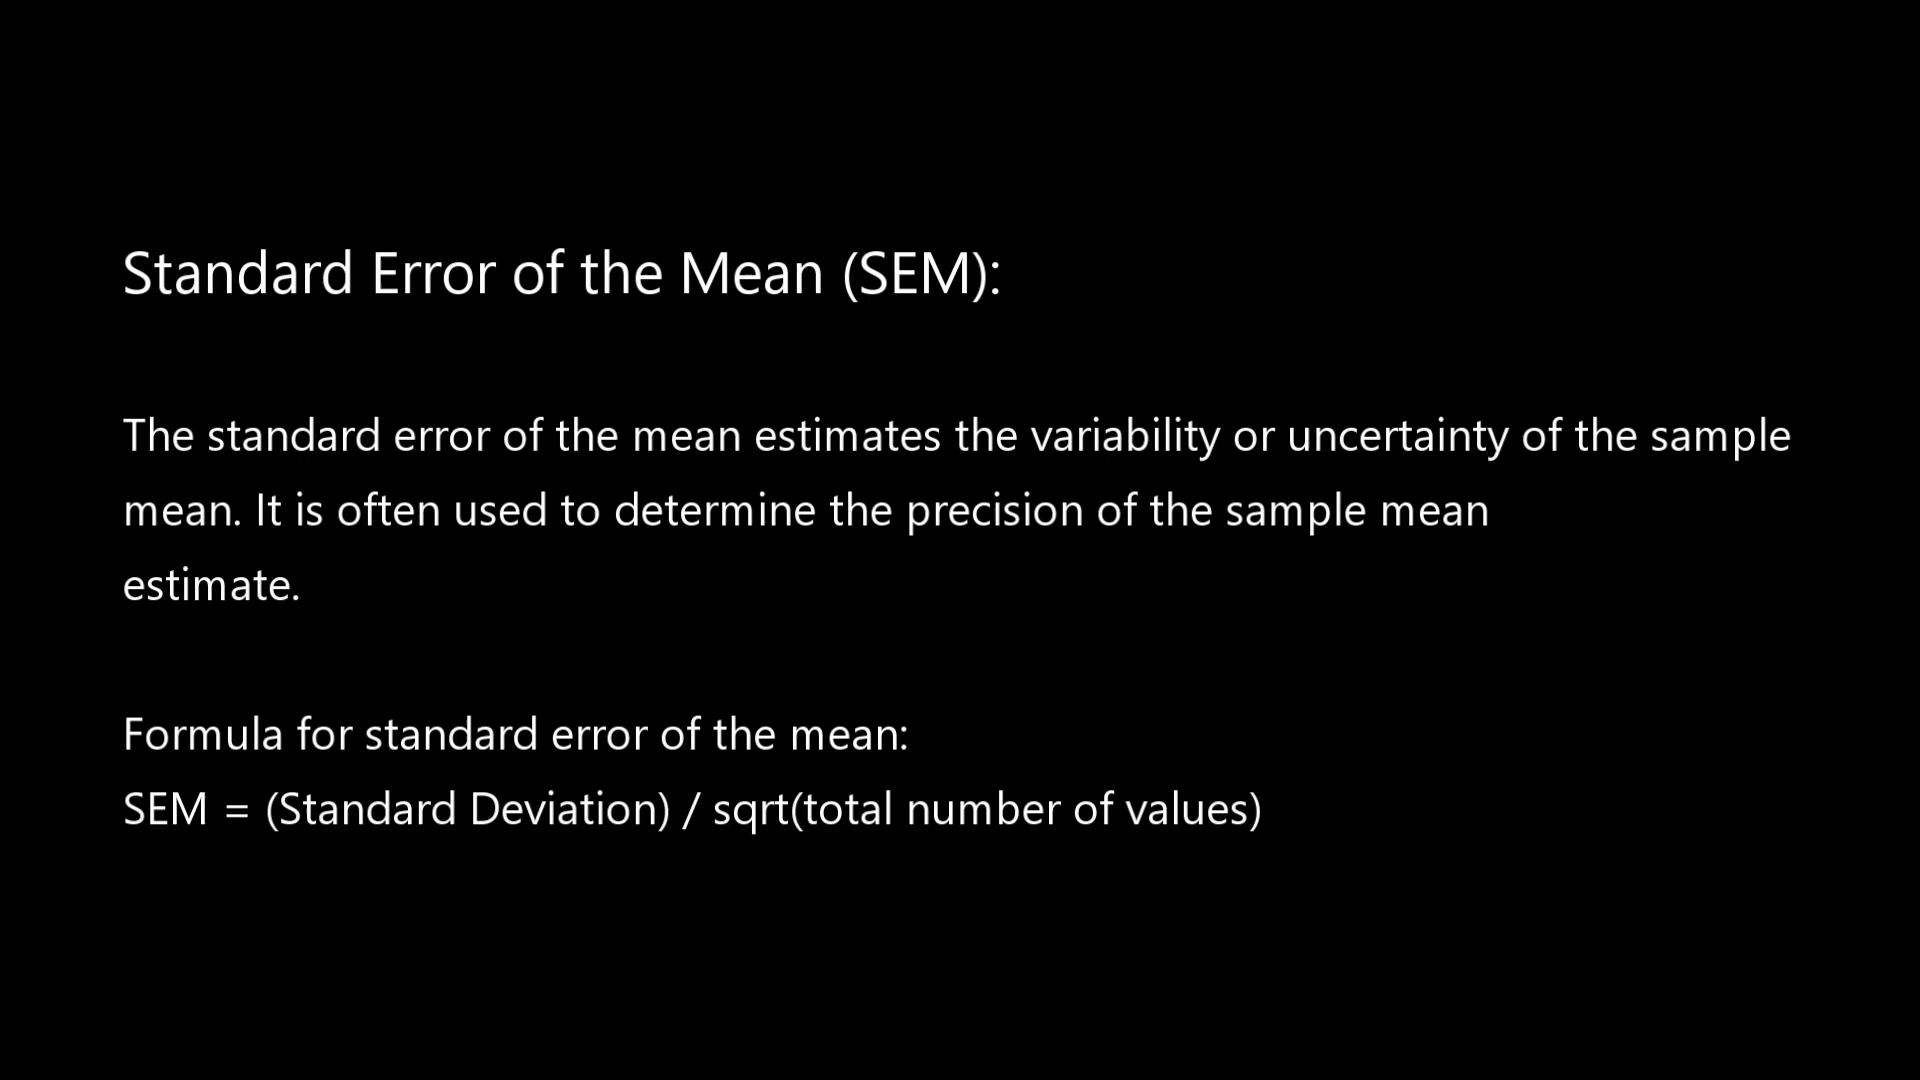 Standard Error of the Mean (SEM):
The standard error of the mean estimates the variability or uncertainty of the sample
mean. It is often used to determine the precision of the sample mean
estimate.
Formula for standard error of the mean:
SEM = (Standard Deviation) / sqrt(total number of values)